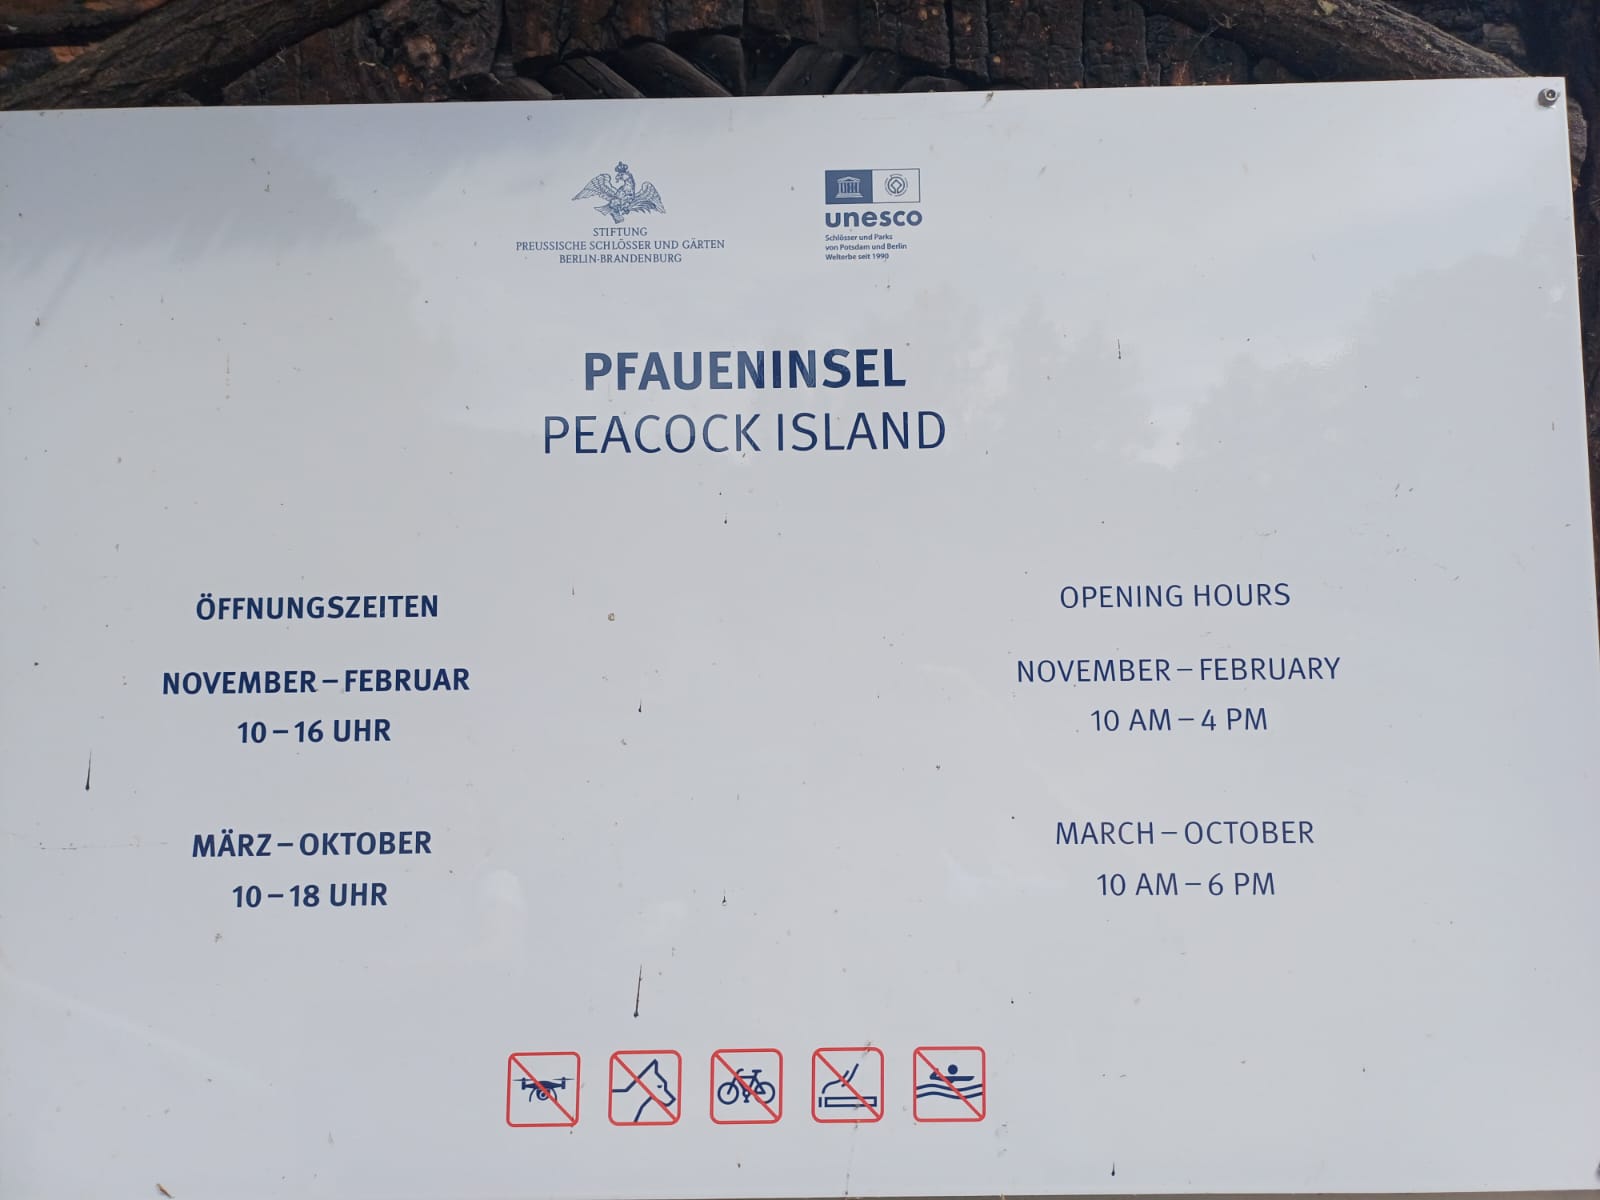 STIFTUNG
PREUSSISCHE SCHLÖSSER UND GÄRTEN
BERLIN-BRANDENBURG
unesco
Schlösser und Parks
von Potsdam und Berlin
Welterbe seit 1990
PFAUENINSEL
PEACOCK ISLAND
ÖFFNUNGSZEITEN
NOVEMBER – FEBRUAR
10 – 16 UHR
MÄRZ – OKTOBER
10 – 18 UHR
OPENING HOURS
NOVEMBER – FEBRUARY
10 AM – 4 PM
MARCH – OCTOBER
10 AM – 6 PM